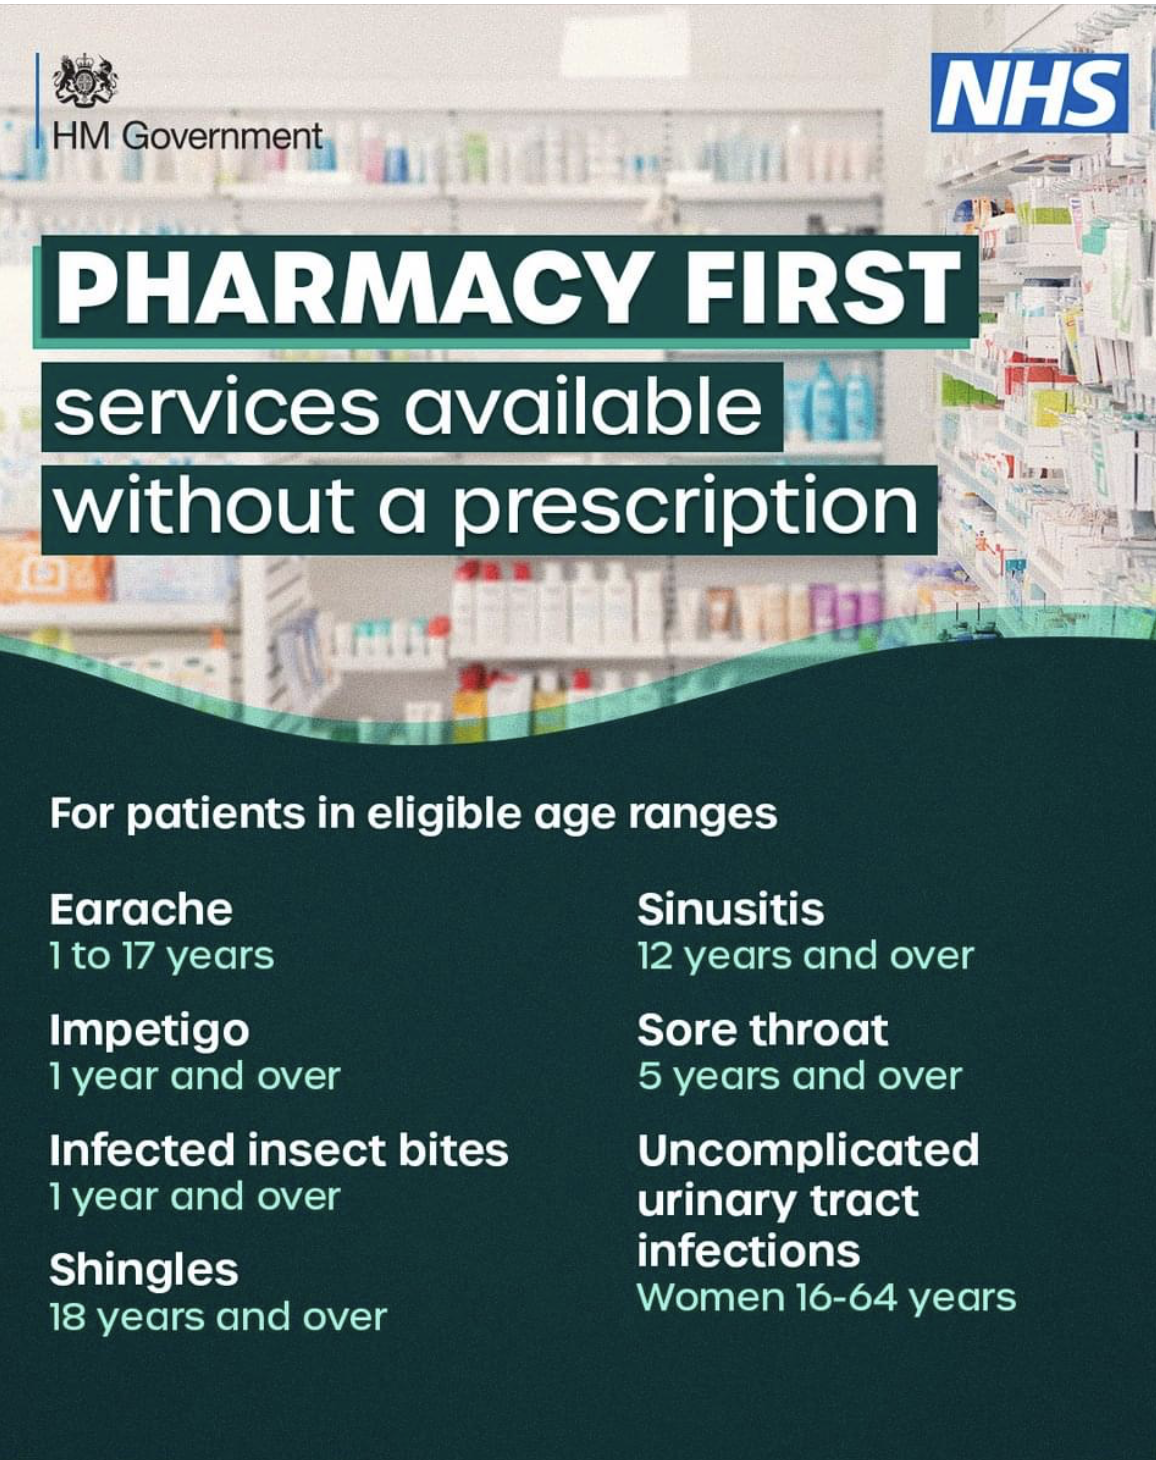 HM Government
NHS
PHARMACY FIRST
services available
without a prescription
For patients in eligible age ranges
Earache
1 to 17 years
Impetigo
1 year and over
Infected insect bites
1 year and over
Shingles
18 years and over
Sinusitis
12 years and over
Sore throat
5 years and over
Uncomplicated
urinary tract
infections
Women 16-64 years